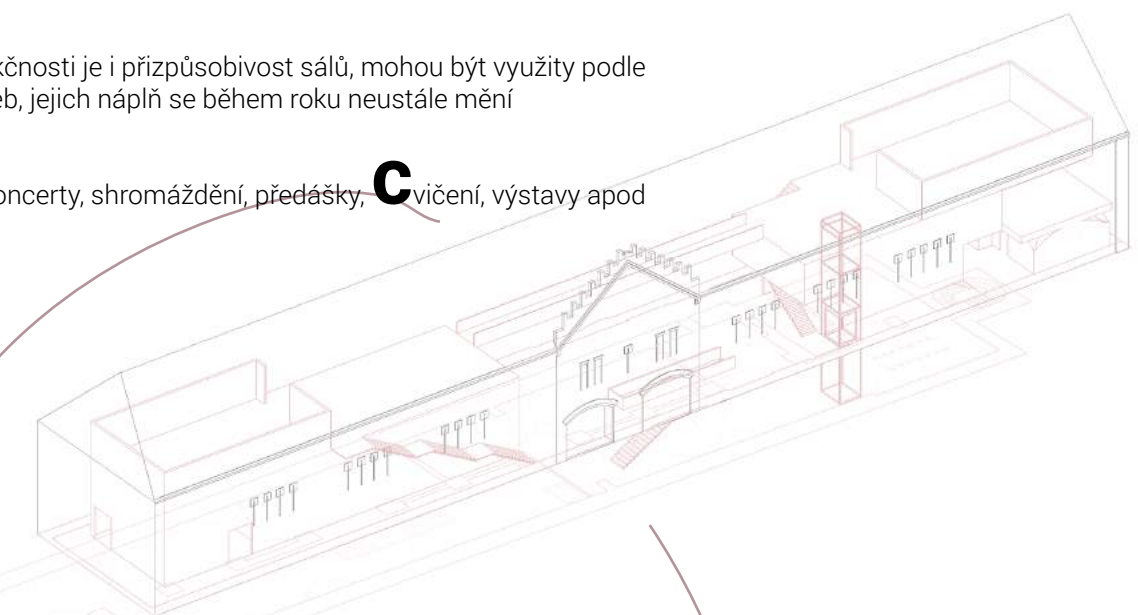 kčnosti je i přizpůsobivost sálů, mohou být využity podle
eb, jejich náplň se během roku neustále mění
oncerty, shromáždění, předášky, Cvičení, výstavy apod